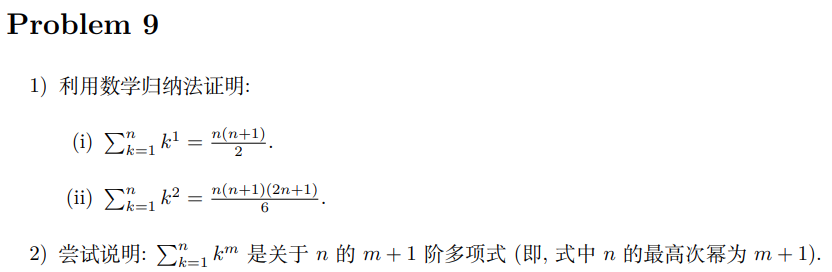 Problem 9
1) 利用数学归纳法证明:
(i) $\sum_{k=1}^{n} k^1 = \frac{n(n+1)}{2}$.
(ii) $\sum_{k=1}^{n} k^2 = \frac{n(n+1)(2n+1)}{6}$.
2) 尝试说明: $\sum_{k=1}^{n} k^m$ 是关于 $n$ 的 $m+1$ 阶多项式 (即, 式中 $n$ 的最高次幂为 $m+1$).